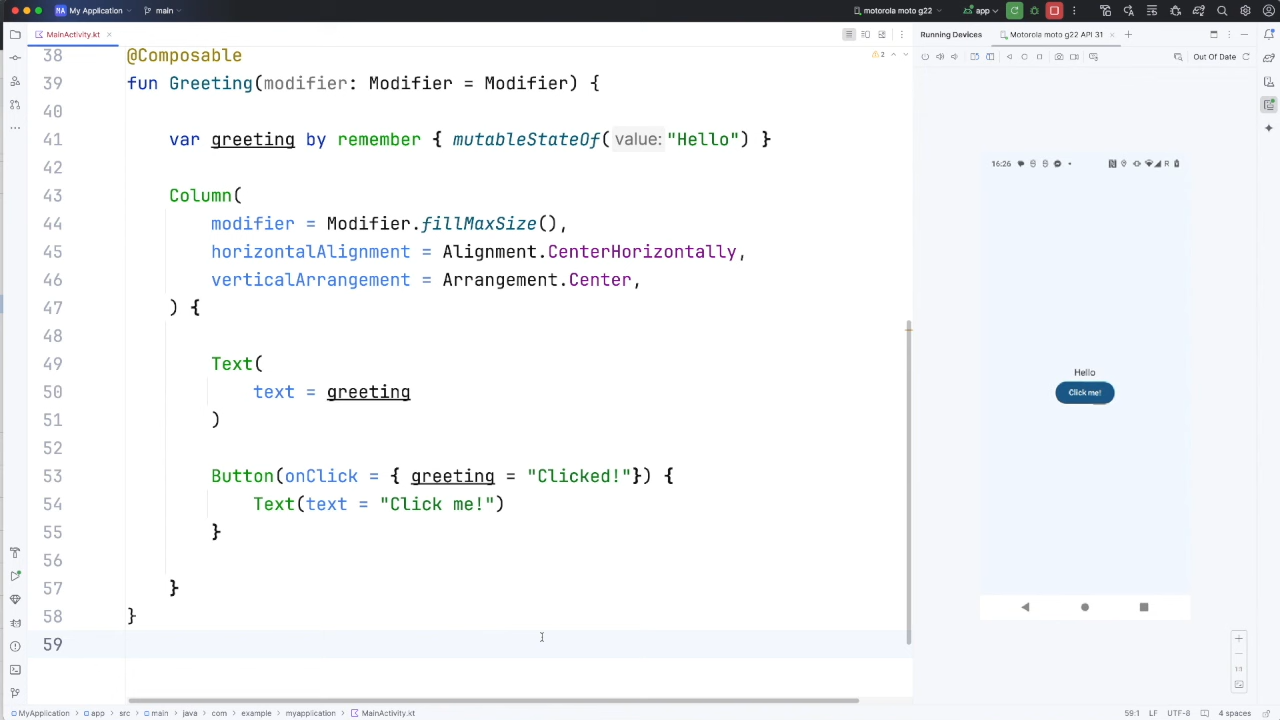 MA My Application main motorola moto g22 app
MainActivity.kt Running Devices Motorola moto g22 API 31
2 Out Of Date
38 @Composable
39 fun Greeting(modifier: Modifier = Modifier) {
40
41 var greeting by remember { mutableStateOf( value: "Hello") }
42
43 Column(
44 modifier = Modifier.fillMaxSize(),
45 horizontalAlignment = Alignment.CenterHorizontally,
46 verticalArrangement = Arrangement.Center,
47 ) {
48
49 Text(
50 text = greeting
51 )
52
53 Button(onClick = { greeting = "Clicked!"}) {
54 Text(text = "Click me!")
55 }
56
57 }
58 }
59
16:26 R
Hello
Click me!
1:1
MyApplication app src main java com example myapplication MainActivity.kt 59:1 LF UTF-8 4 spaces